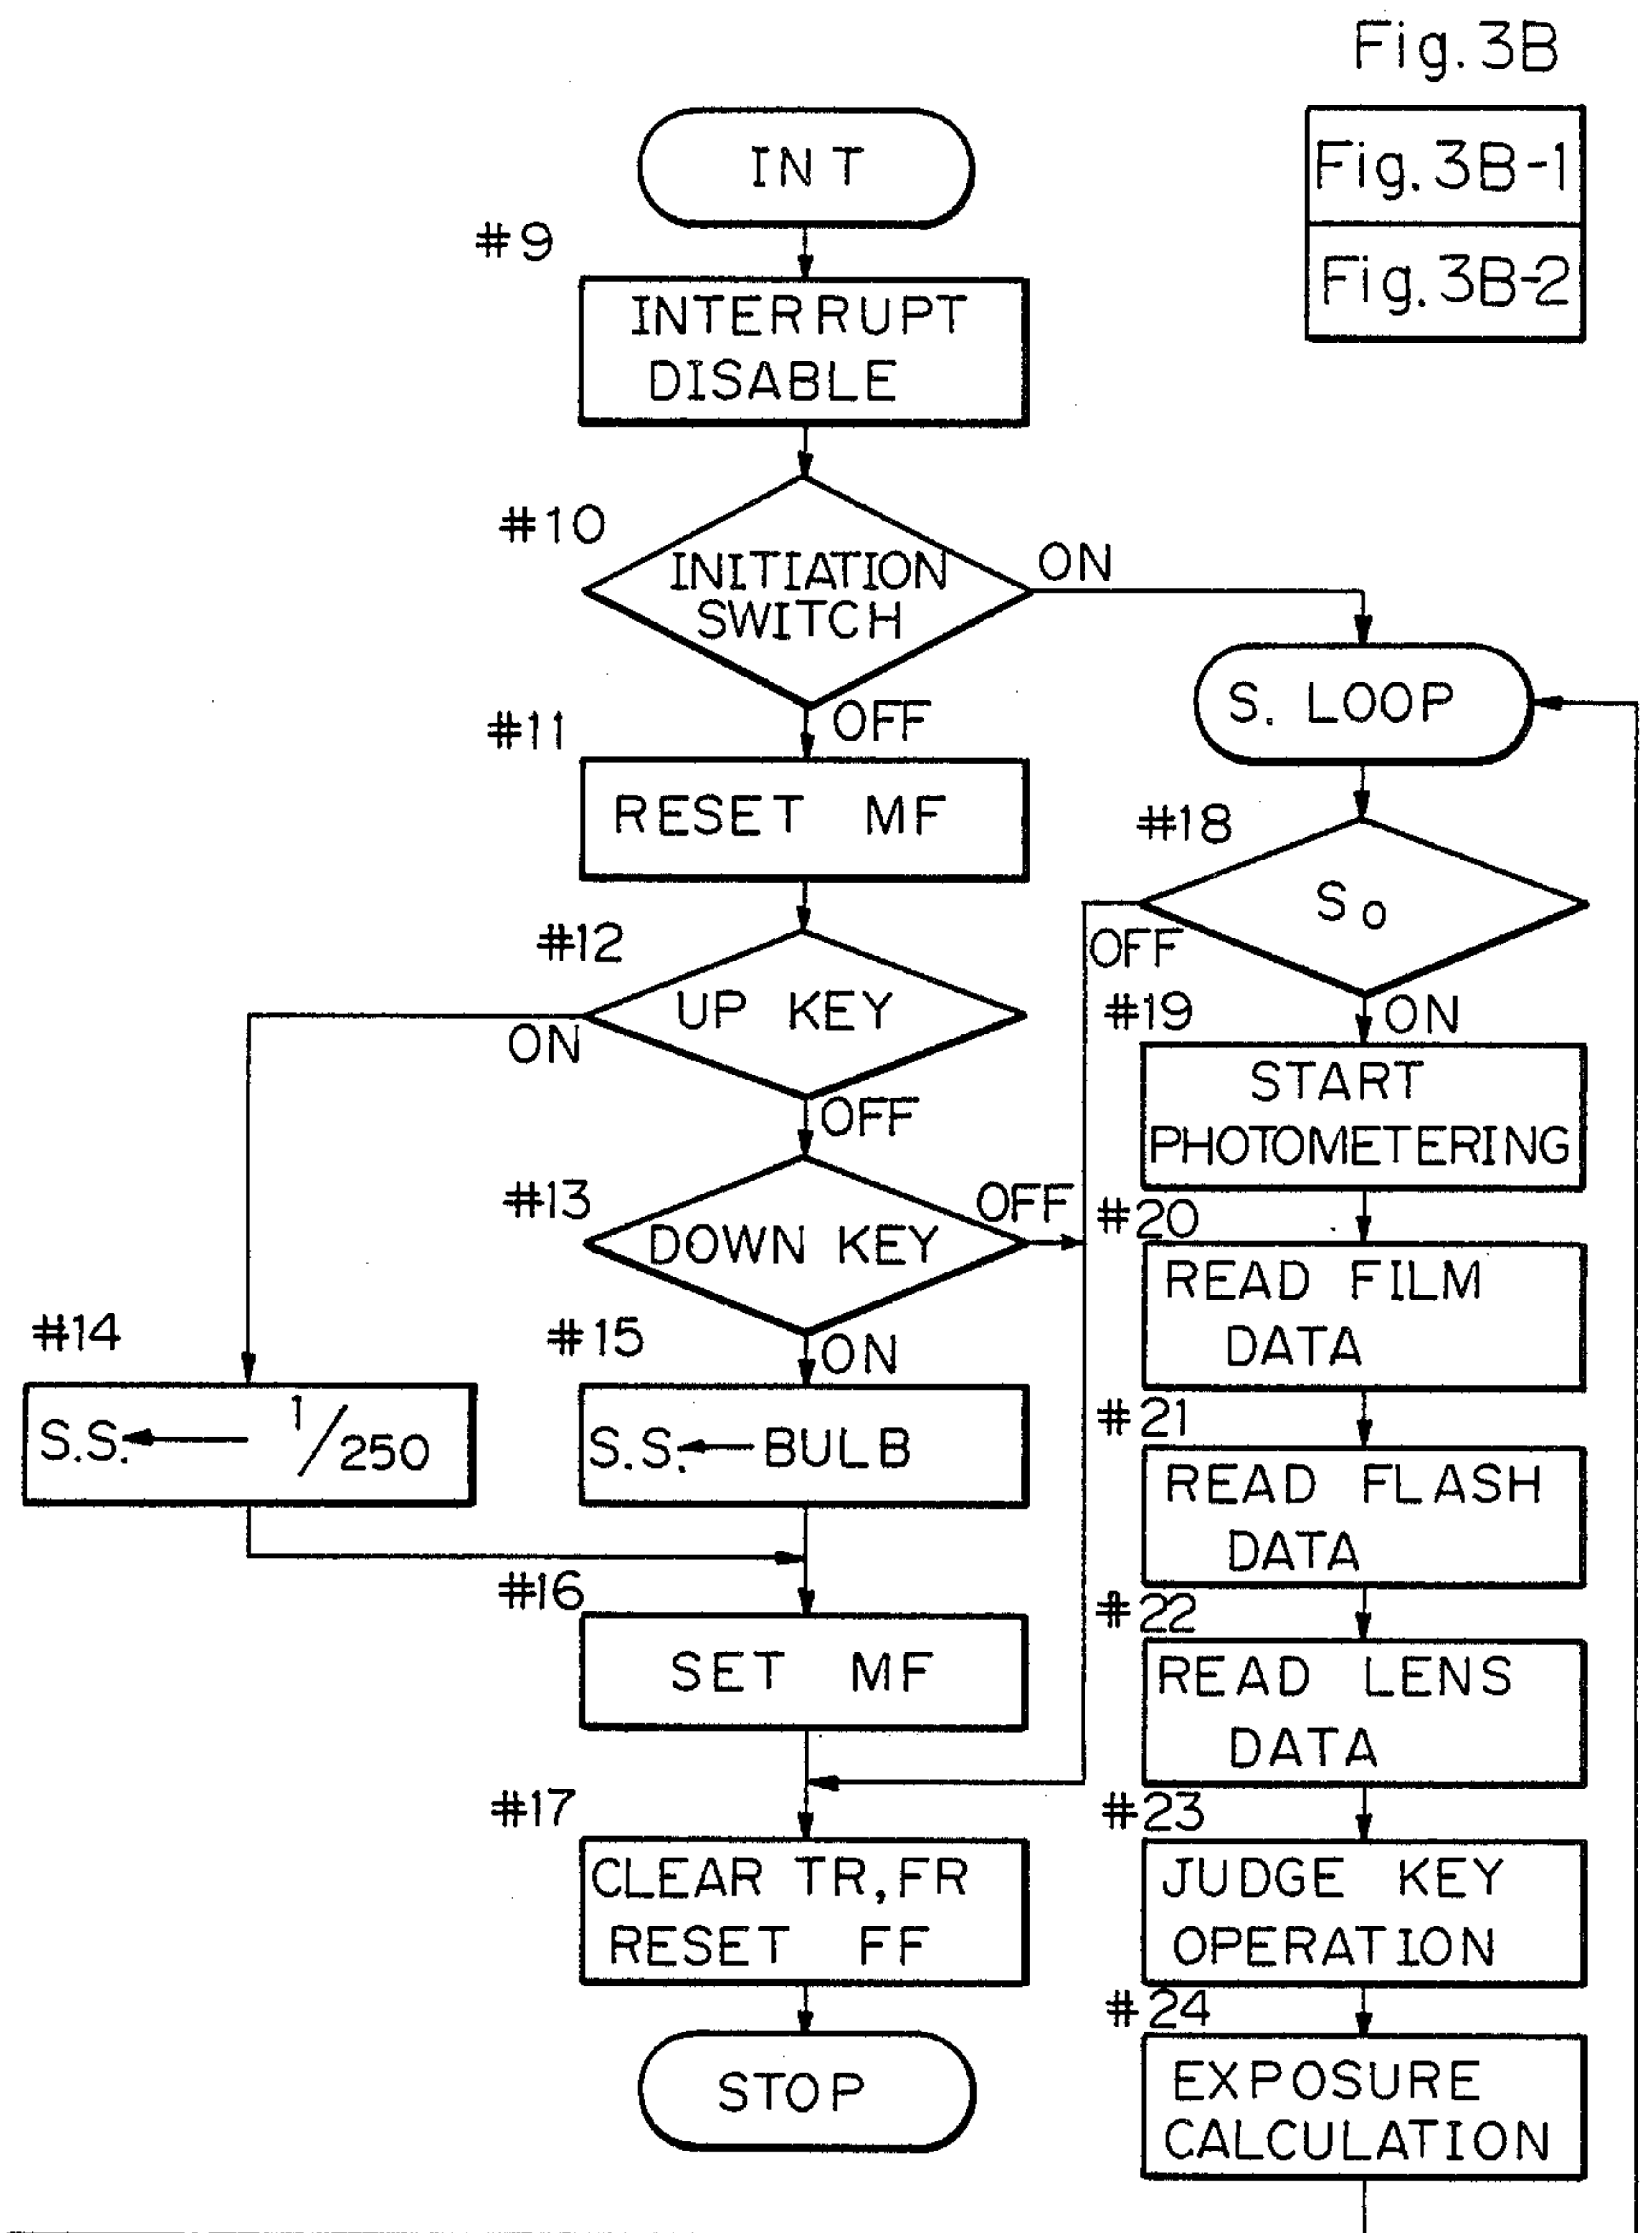 Fig. 3B
Fig. 3B-1
Fig. 3B-2
INT
#9
INTERRUPT
DISABLE
#10
INITIATION
SWITCH
ON
OFF
#11
RESET MF
#12
UP KEY
ON
OFF
#13
DOWN KEY
OFF
ON
#14
S.S.← 1/250
#15
S.S.← BULB
#16
SET MF
#17
CLEAR TR, FR
RESET FF
STOP
S. LOOP
#18
S₀
OFF
ON
#19
START
PHOTOMETERING
#20
READ FILM
DATA
#21
READ FLASH
DATA
#22
READ LENS
DATA
#23
JUDGE KEY
OPERATION
#24
EXPOSURE
CALCULATION